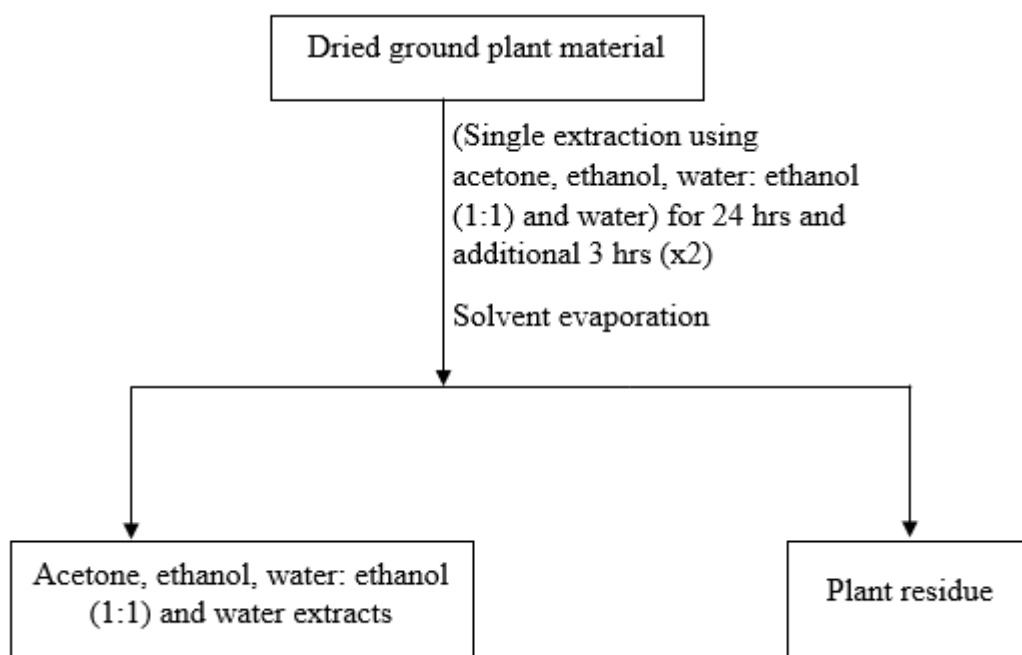 Dried ground plant material
(Single extraction using
acetone, ethanol, water: ethanol
(1:1) and water) for 24 hrs and
additional 3 hrs (x2)
Solvent evaporation
Acetone, ethanol, water: ethanol
(1:1) and water extracts
Plant residue